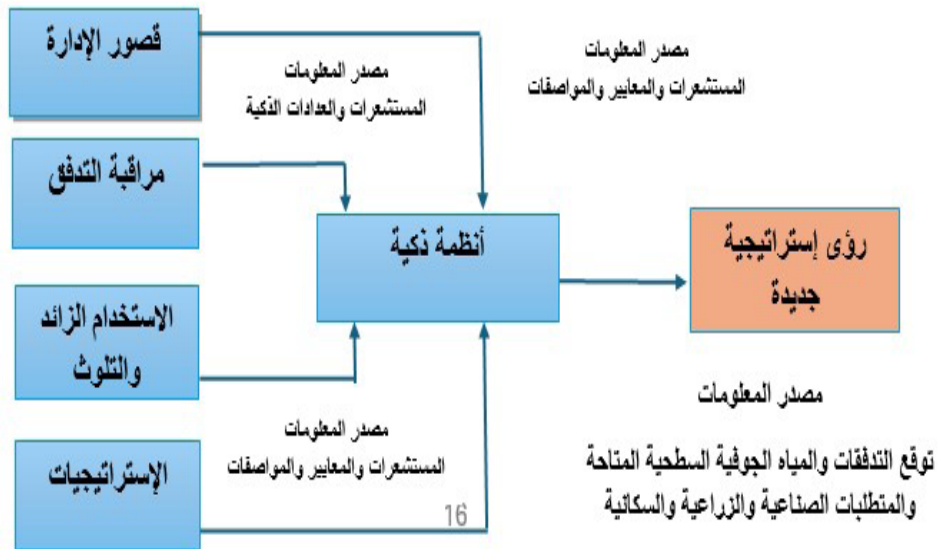 قصور الإدارة
مصدر المعلومات
المستشعرات والمعايير والمواصفات
مصدر المعلومات
المستشعرات والعدادات الذكية
مراقبة التدفق
أنظمة ذكية
رؤى إستراتيجية
جديدة
الاستخدام الزائد
والتلوث
مصدر المعلومات
مصدر المعلومات
المستشعرات والمعايير والمواصفات
توقع التدفقات والمياه الجوفية السطحية المتاحة
والمتطلبات الصناعية والزراعية والسكانية
الإستراتيجيات
16